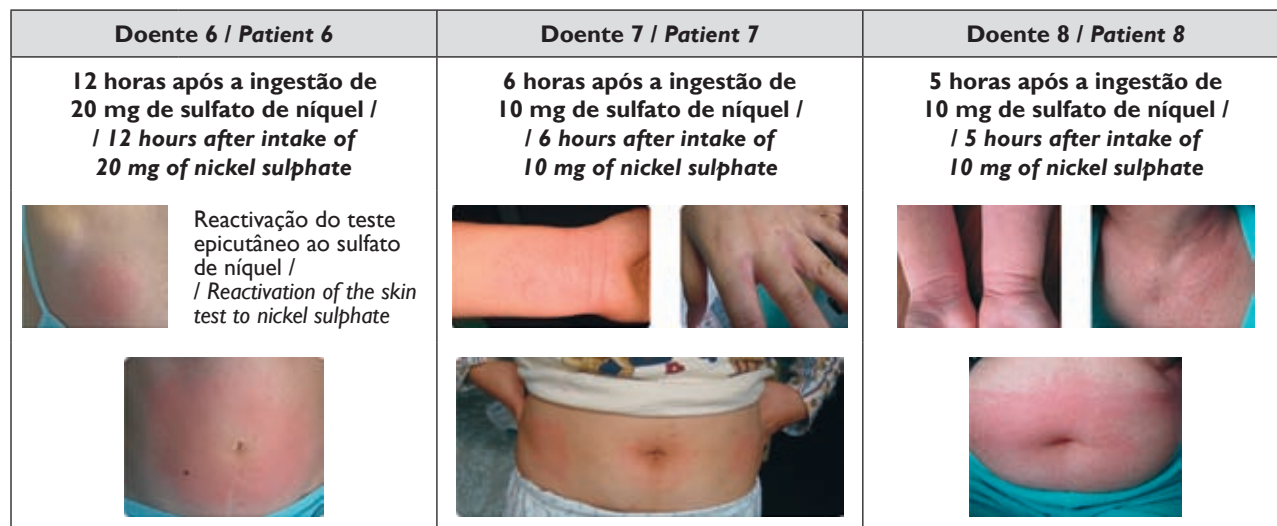 Doente 6 / Patient 6
12 horas após a ingestão de
20 mg de sulfato de níquel /
/ 12 hours after intake of
20 mg of nickel sulphate
Reactivação do teste
epicutâneo ao sulfato
de níquel /
/ Reactivation of the skin
test to nickel sulphate
Doente 7 / Patient 7
6 horas após a ingestão de
10 mg de sulfato de níquel /
/ 6 hours after intake of
10 mg of nickel sulphate
Doente 8 / Patient 8
5 horas após a ingestão de
10 mg de sulfato de níquel /
/ 5 hours after intake of
10 mg of nickel sulphate